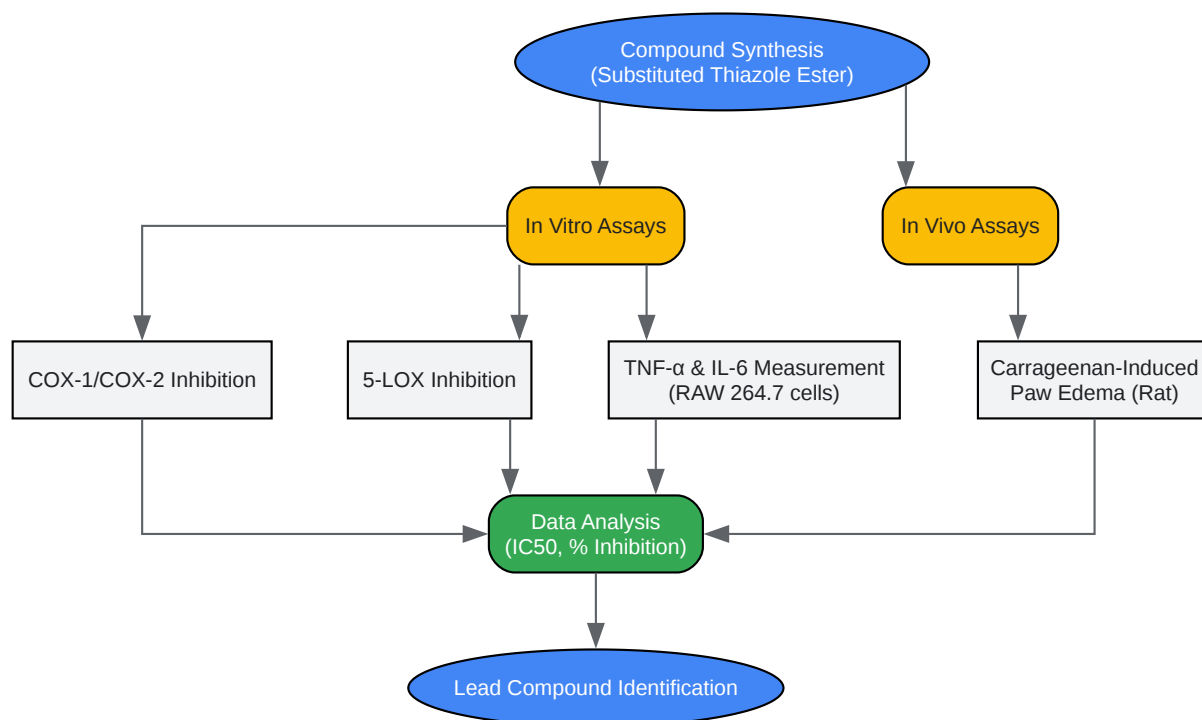 Compound Synthesis
(Substituted Thiazole Ester)
In Vitro Assays
In Vivo Assays
COX-1/COX-2 Inhibition
5-LOX Inhibition
TNF-α & IL-6 Measurement
(RAW 264.7 cells)
Carrageenan-Induced
Paw Edema (Rat)
Data Analysis
(IC50, % Inhibition)
Lead Compound Identification